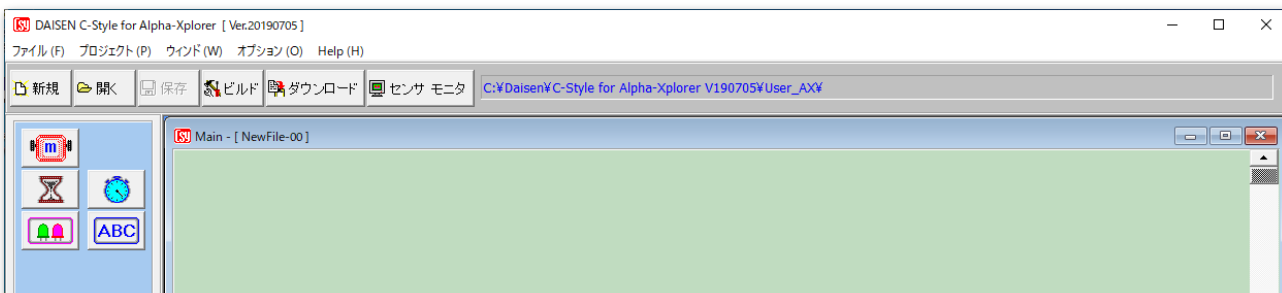 DAISEN C-Style for Alpha-Xplorer [ Ver.20190705 ]
ファイル (F) プロジェクト (P) ウィンド (W) オプション (O) Help (H)
新規 開く 保存 ビルド ダウンロード センサ モニタ C:¥Daisen¥C-Style for Alpha-Xplorer V190705¥User_AX¥
Main - [ NewFile-00 ]
m
ABC